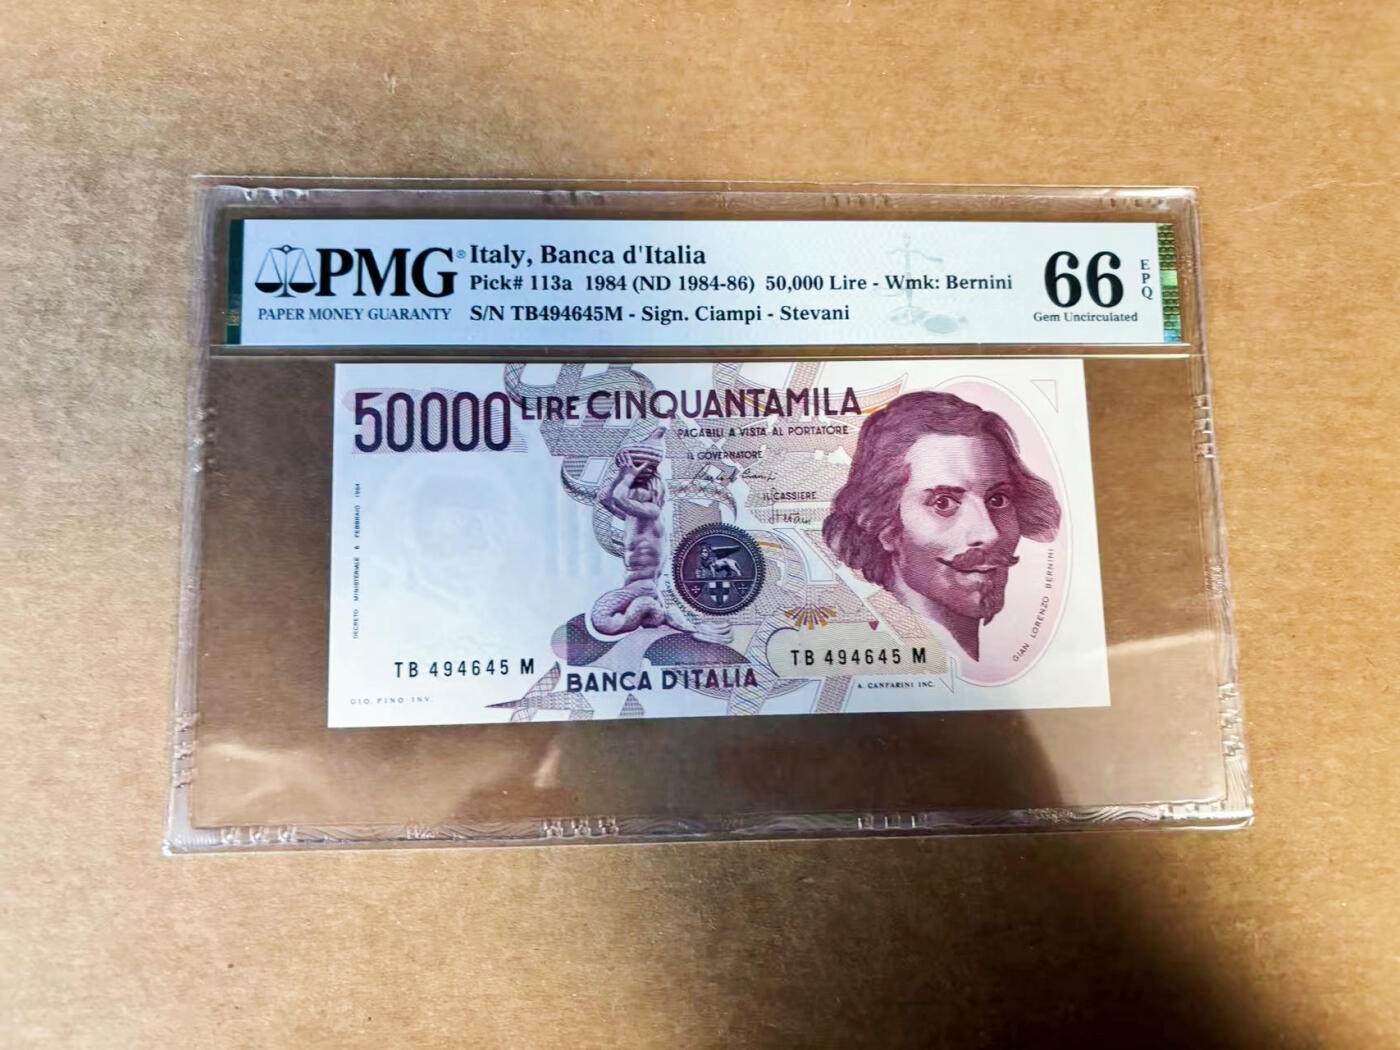 PMG®
PAPER MONEY GUARANTY
Italy, Banca d'Italia
Pick# 113a 1984 (ND 1984-86) 50,000 Lire - Wmk: Bernini
S/N TB494645M - Sign. Ciampi - Stevani
66
EPQ
Gem Uncirculated
50000 LIRE CINQUANTAMILA
PAGABILI A VISTA AL PORTATORE
IL GOVERNATORE
IL CASSIERE
DECRETO MINISTERIALE 6 FEBBRAIO 1984
GIAN LORENZO BERNINI
TB 494645 M
TB 494645 M
BANCA D'ITALIA
GIO. PINO INV.
A. CANFARINI INC.